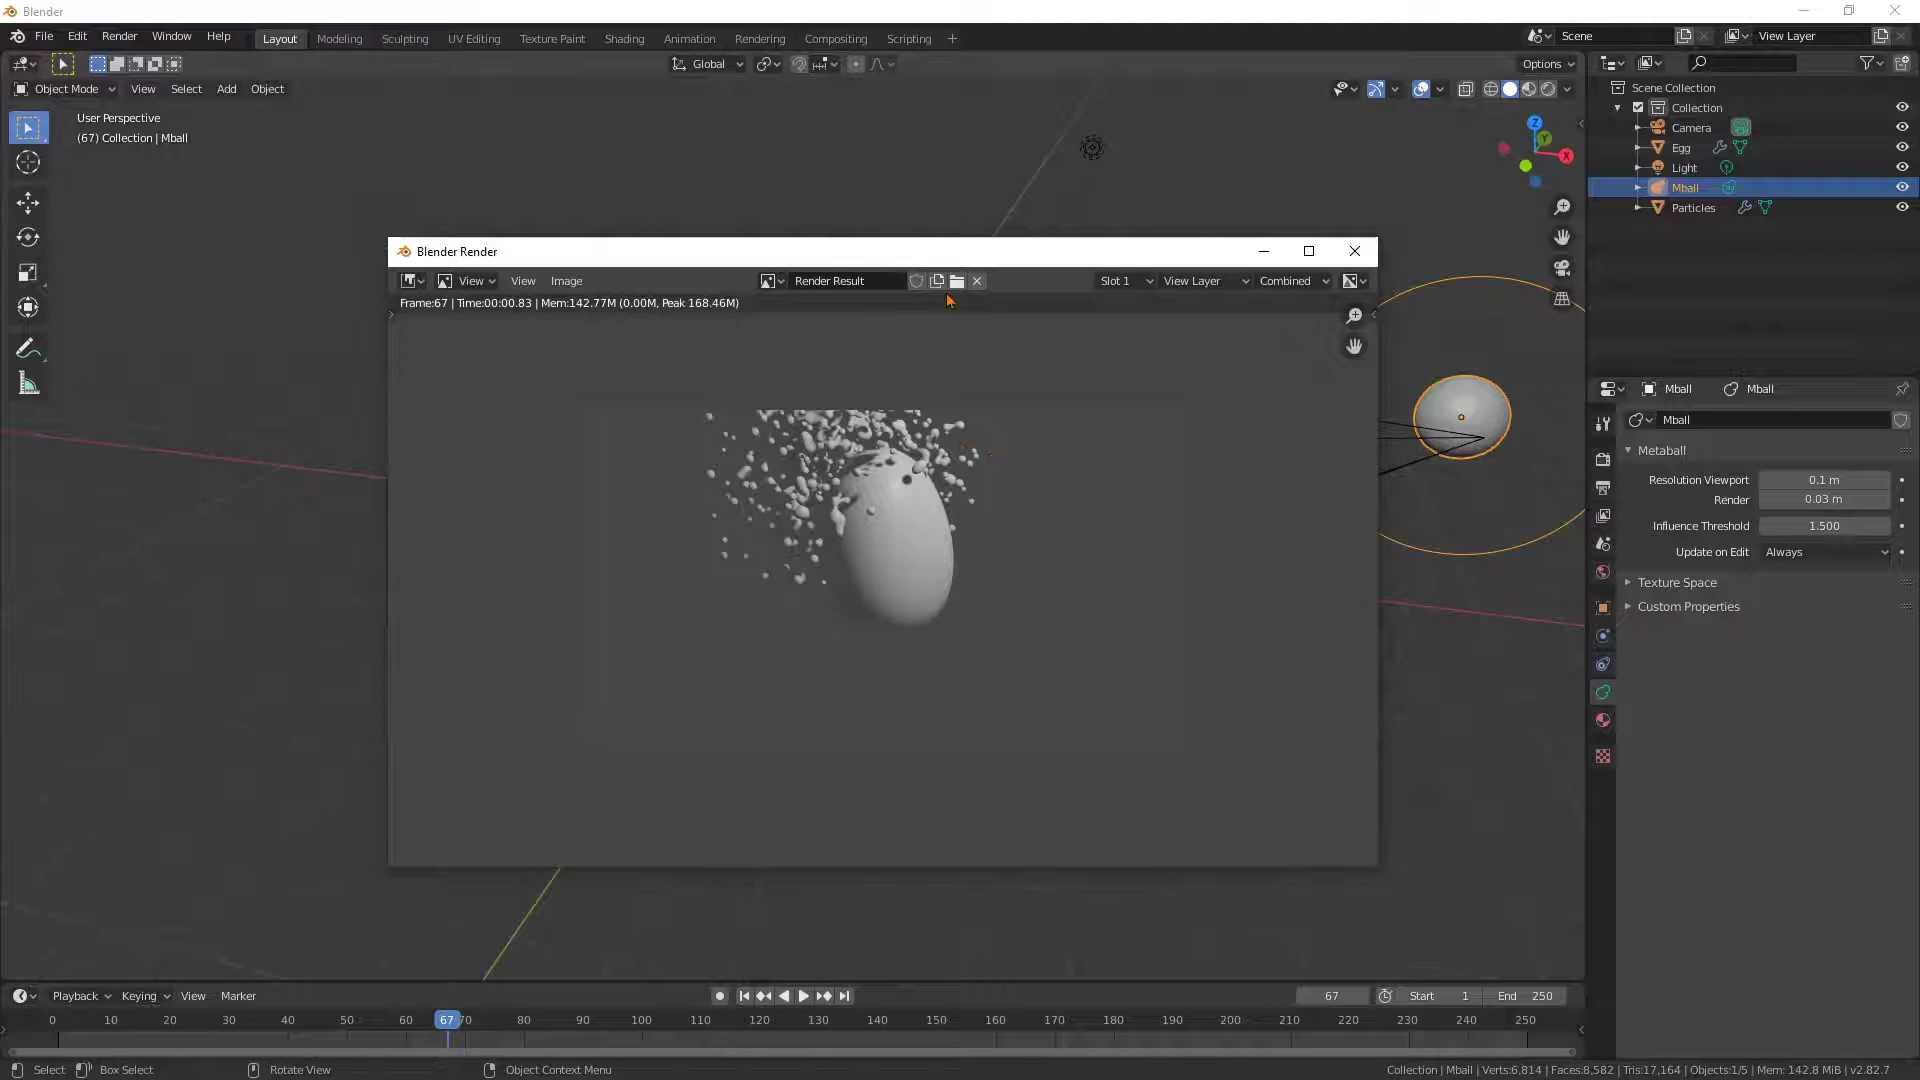 Blender
File Edit Render Window Help Layout Modeling Sculpting UV Editing Texture Paint Shading Animation Rendering Compositing Scripting Scene View Layer
Global Options
Object Mode View Select Add Object
User Perspective
(67) Collection | Mball
Z
Y
X
Scene Collection
Collection
Camera
Egg
Light
Mball
Particles
Blender Render
View View Image Render Result Slot 1 View Layer Combined
Frame:67 | Time:00:00.83 | Mem:142.77M (0.00M, Peak 168.46M)
Mball Mball
Mball
Metaball
Resolution Viewport 0.1 m
Render 0.03 m
Influence Threshold 1.500
Update on Edit Always
Texture Space
Custom Properties
Playback Keying View Marker 67 Start 1 End 250
0 10 20 30 40 50 60 67 70 80 90 100 110 120 130 140 150 160 170 180 190 200 210 220 230 240 250
Select Box Select Rotate View Object Context Menu Collection | Mball | Verts:6,814 | Faces:8,582 | Tris:17,164 | Objects:1/5 | Mem: 142.8 MiB | v2.82.7